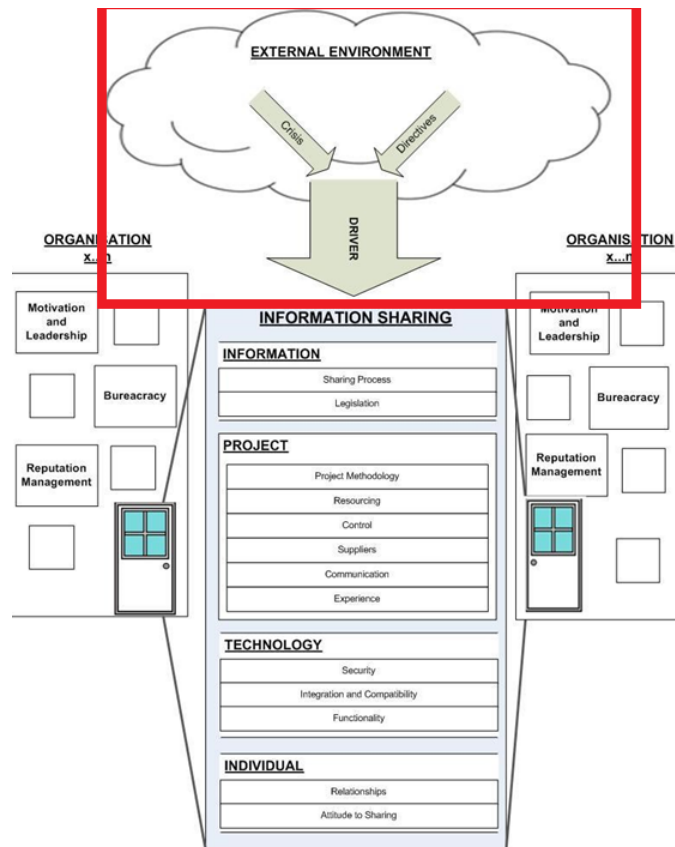 EXTERNAL ENVIRONMENT
Crisis
Directives
DRIVER
ORGANISATION
x...n
ORGANISATION
x...n
Motivation
and
Leadership
Bureacracy
Reputation
Management
INFORMATION SHARING
INFORMATION
Sharing Process
Legislation
PROJECT
Project Methodology
Resourcing
Control
Suppliers
Communication
Experience
TECHNOLOGY
Security
Integration and Compatibility
Functionality
INDIVIDUAL
Relationships
Attitude to Sharing
Motivation
and
Leadership
Bureacracy
Reputation
Management